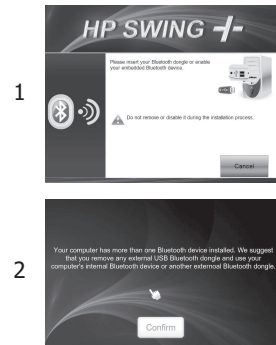 HP SWING +/-
Please insert your Bluetooth dongle or enable
your embedded Bluetooth device.
1
Do not remove or disable it during the installation process.
Cancel
Your computer has more than one Bluetooth device installed. We suggest
that you remove any external USB Bluetooth dongle and use your
computer's internal Bluetooth device or another externoal Bluetooth dongle.
2
Confirm